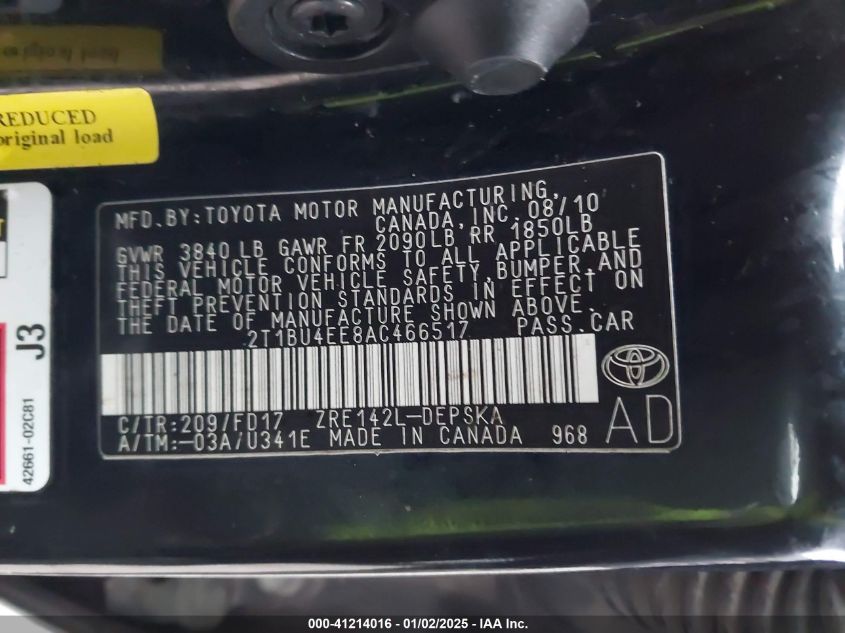 REDUCED
original load
J3
42661-02C81
MFD.BY:TOYOTA MOTOR MANUFACTURING,
CANADA,INC.08/10
GVWR 3840 LB GAWR FR 2090LB RR 1850LB
THIS VEHICLE CONFORMS TO ALL APPLICABLE
FEDERAL MOTOR VEHICLE SAFETY,BUMPER,AND
THEFT PREVENTION STANDARDS IN EFFECT ON
THE DATE OF MANUFACTURE SHOWN ABOVE.
2T1BU4EE8AC466517 PASS.CAR
C/TR:209/FD17 ZRE142L-DEPSKA
A/TM:-03A/U341E MADE IN CANADA 968
AD
000-41214016 - 01/02/2025 - IAA Inc.